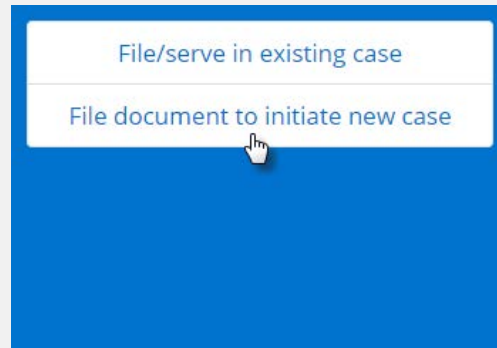 File/serve in existing case
File document to initiate new case